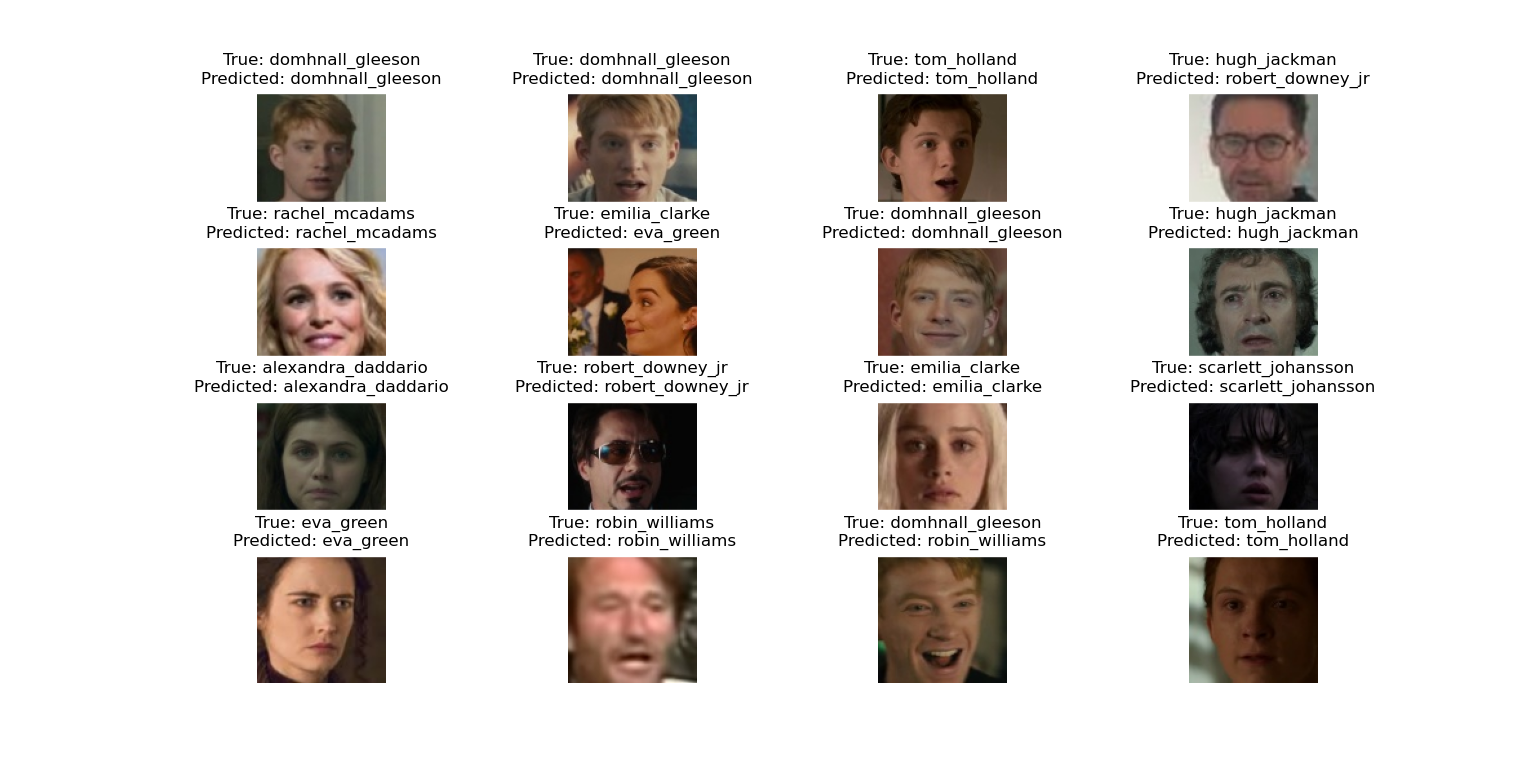 True: domhnall_gleeson
Predicted: domhnall_gleeson
True: domhnall_gleeson
Predicted: domhnall_gleeson
True: tom_holland
Predicted: tom_holland
True: hugh_jackman
Predicted: robert_downey_jr
True: rachel_mcadams
Predicted: rachel_mcadams
True: emilia_clarke
Predicted: eva_green
True: domhnall_gleeson
Predicted: domhnall_gleeson
True: hugh_jackman
Predicted: hugh_jackman
True: alexandra_daddario
Predicted: alexandra_daddario
True: robert_downey_jr
Predicted: robert_downey_jr
True: emilia_clarke
Predicted: emilia_clarke
True: scarlett_johansson
Predicted: scarlett_johansson
True: eva_green
Predicted: eva_green
True: robin_williams
Predicted: robin_williams
True: domhnall_gleeson
Predicted: robin_williams
True: tom_holland
Predicted: tom_holland